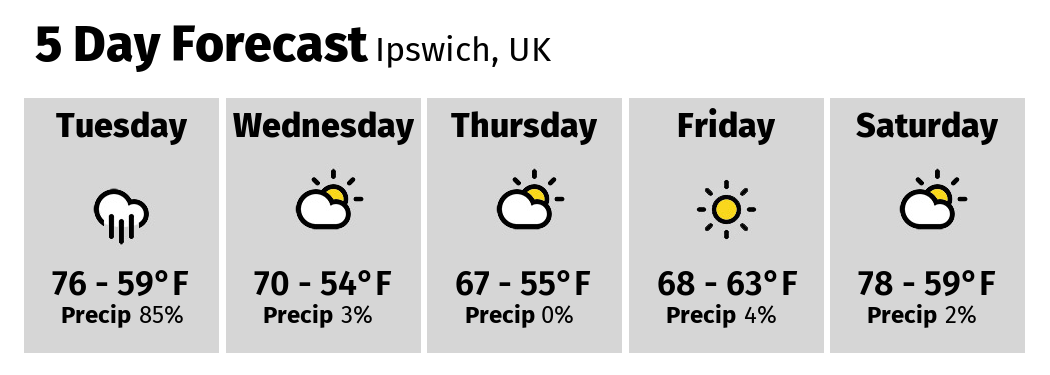 5 Day Forecast Ipswich, UK
Tuesday
76 - 59°F
Precip 85%
Wednesday
70 - 54°F
Precip 3%
Thursday
67 - 55°F
Precip 0%
Friday
68 - 63°F
Precip 4%
Saturday
78 - 59°F
Precip 2%